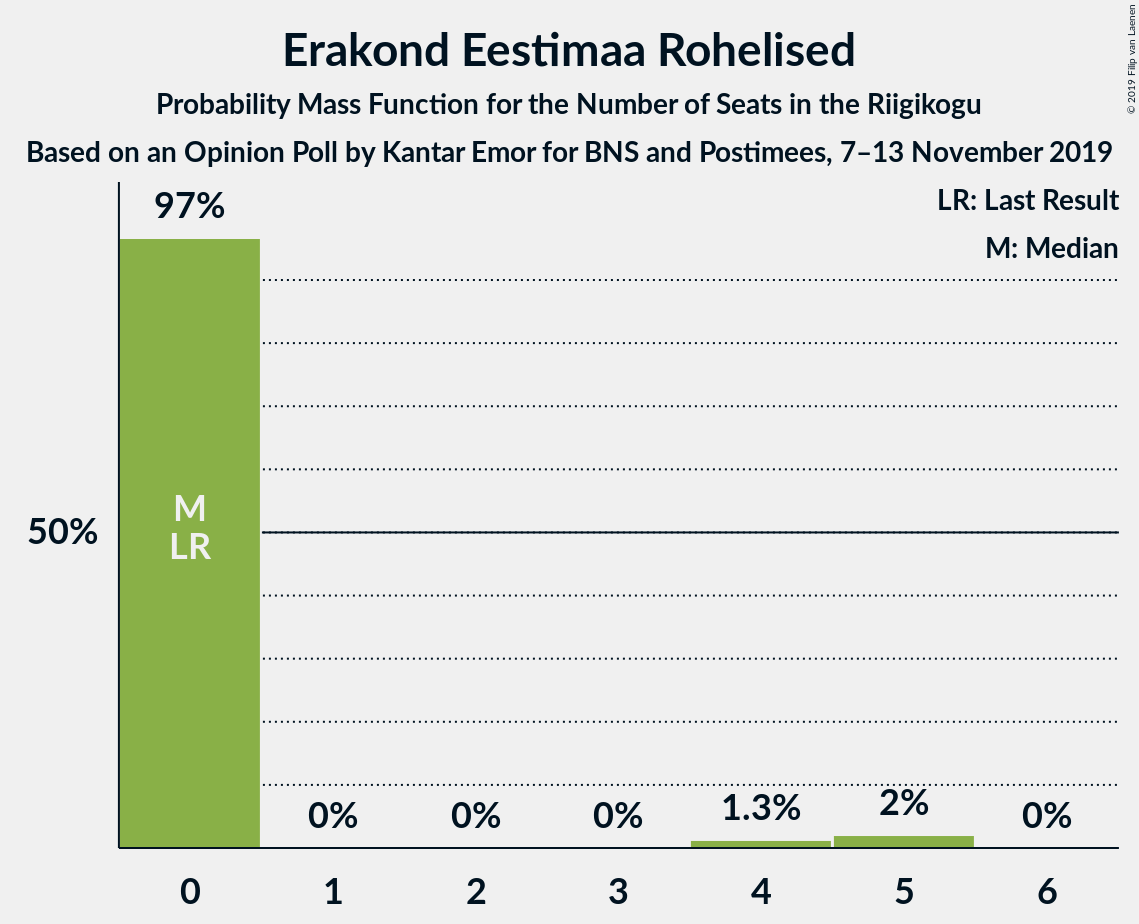 Erakond Eestimaa Rohelised
Probability Mass Function for the Number of Seats in the Riigikogu
Based on an Opinion Poll by Kantar Emor for BNS and Postimees, 7–13 November 2019
© 2019 Filip van Laenen
LR: Last Result
M: Median
97%
M
LR
50%
0%
0%
0%
1.3%
2%
0%
0
1
2
3
4
5
6